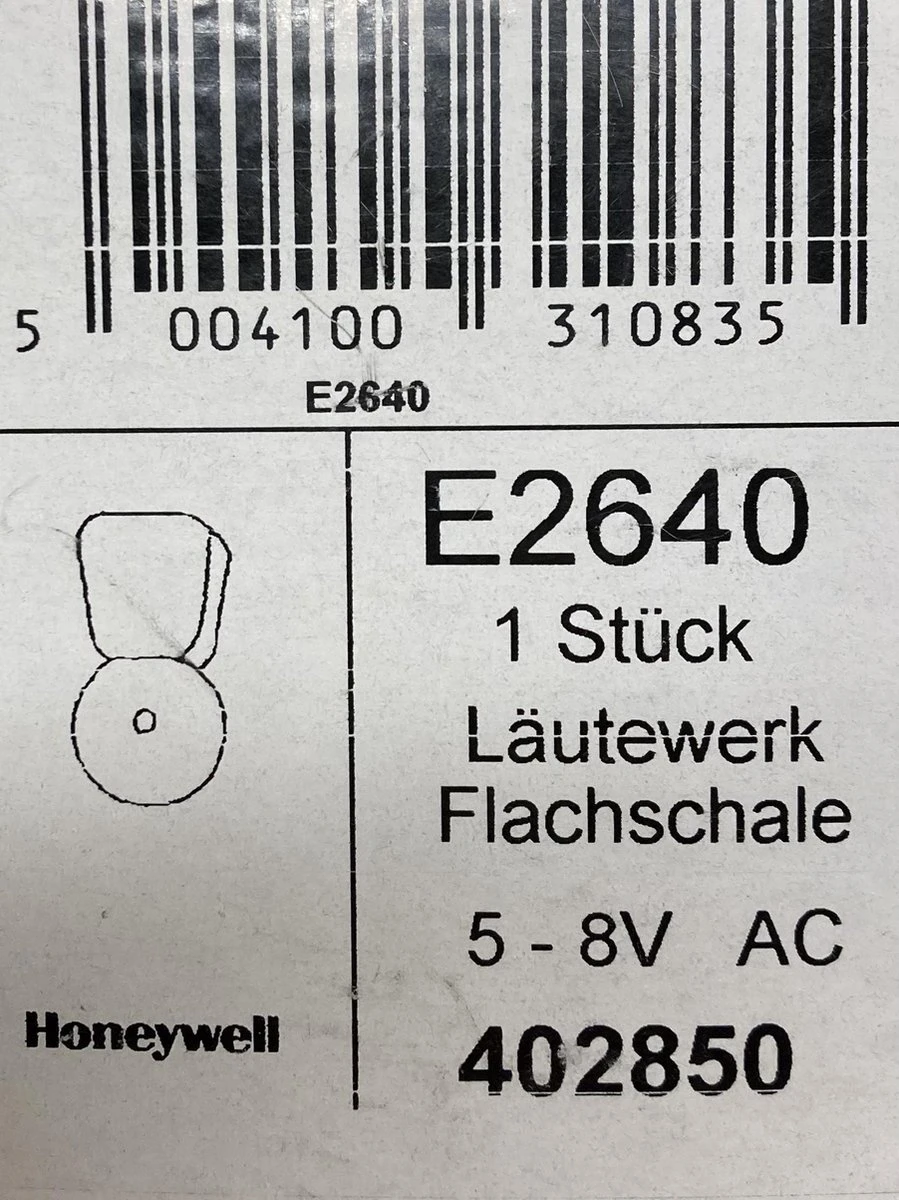 5 004100 310835
E2640
E2640
1 Stück
Läutewerk
Flachschale
5 - 8V AC
Honeywell
402850